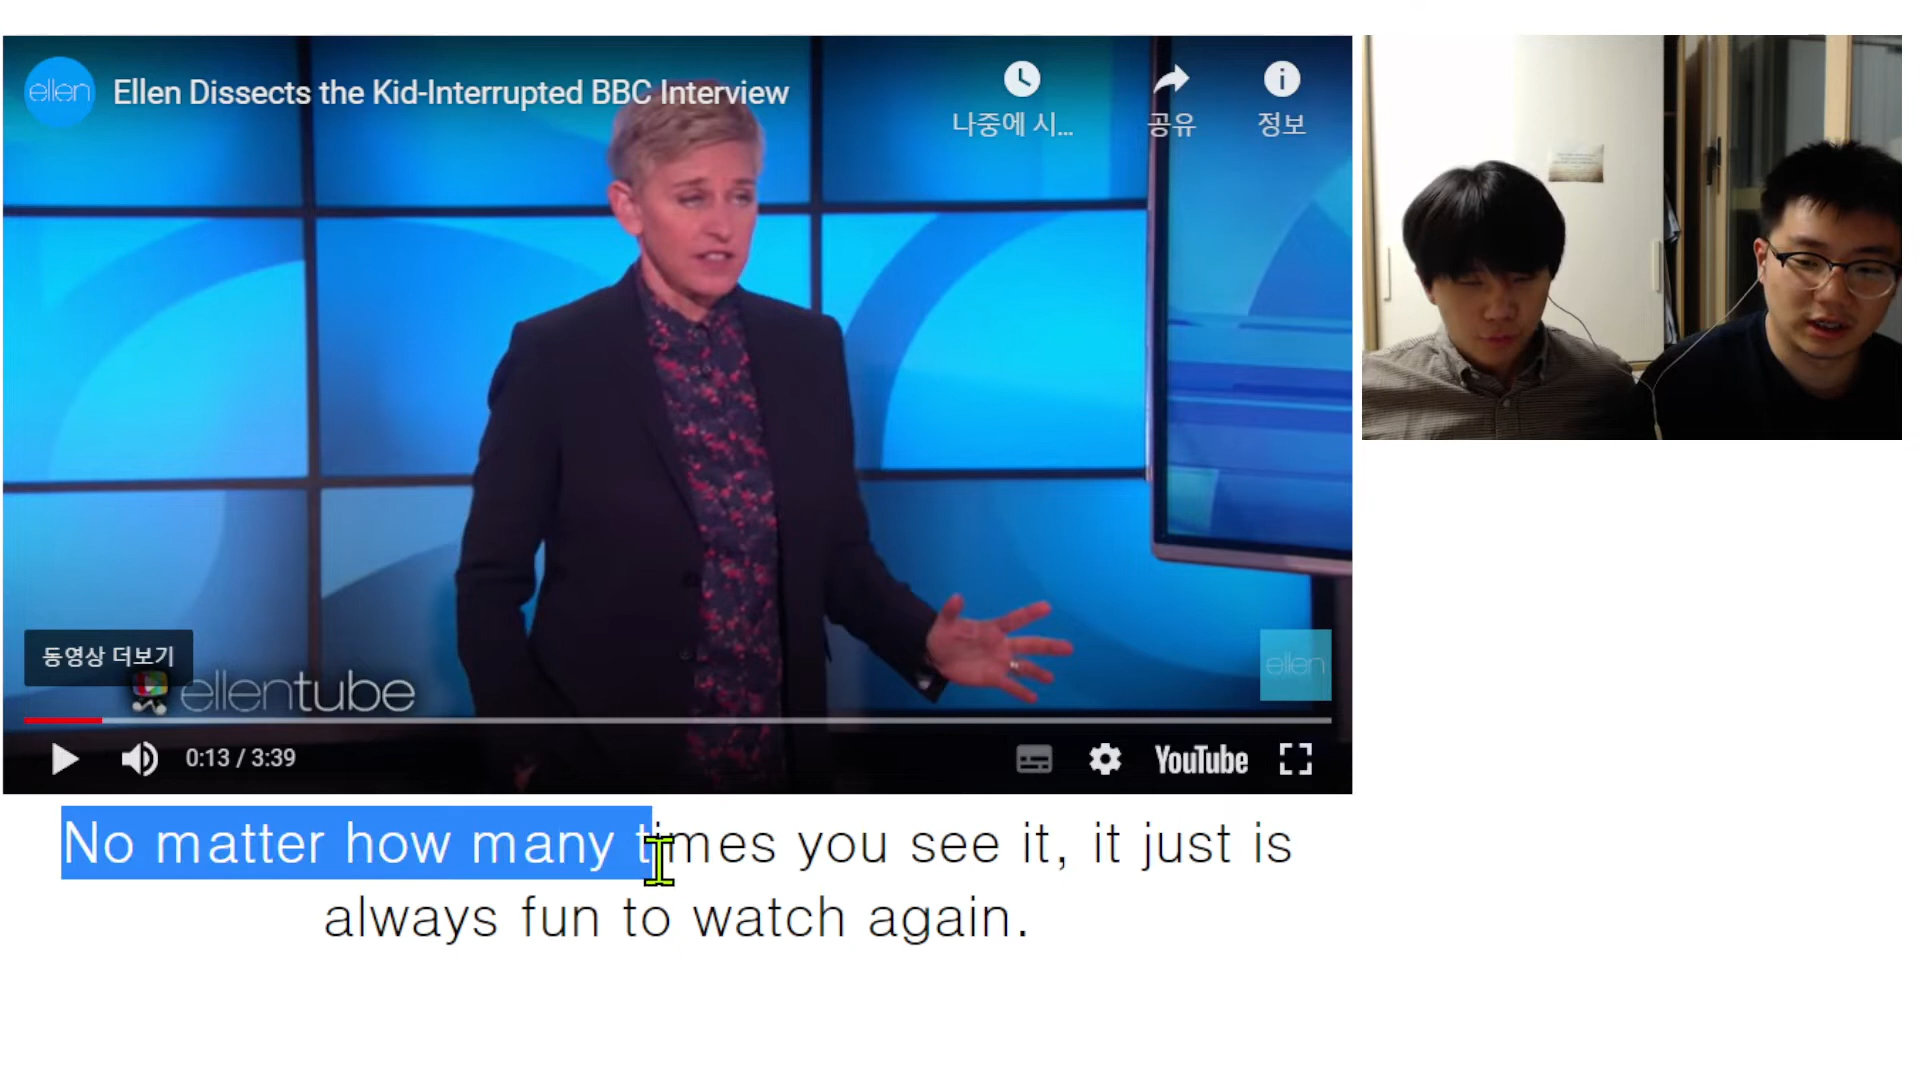 ellen
Ellen Dissects the Kid-Interrupted BBC Interview
나중에 시...
공유
정보
동영상 더보기
ellentube
ellen
0:13 / 3:39
YouTube
No matter how many times you see it, it just is
always fun to watch again.